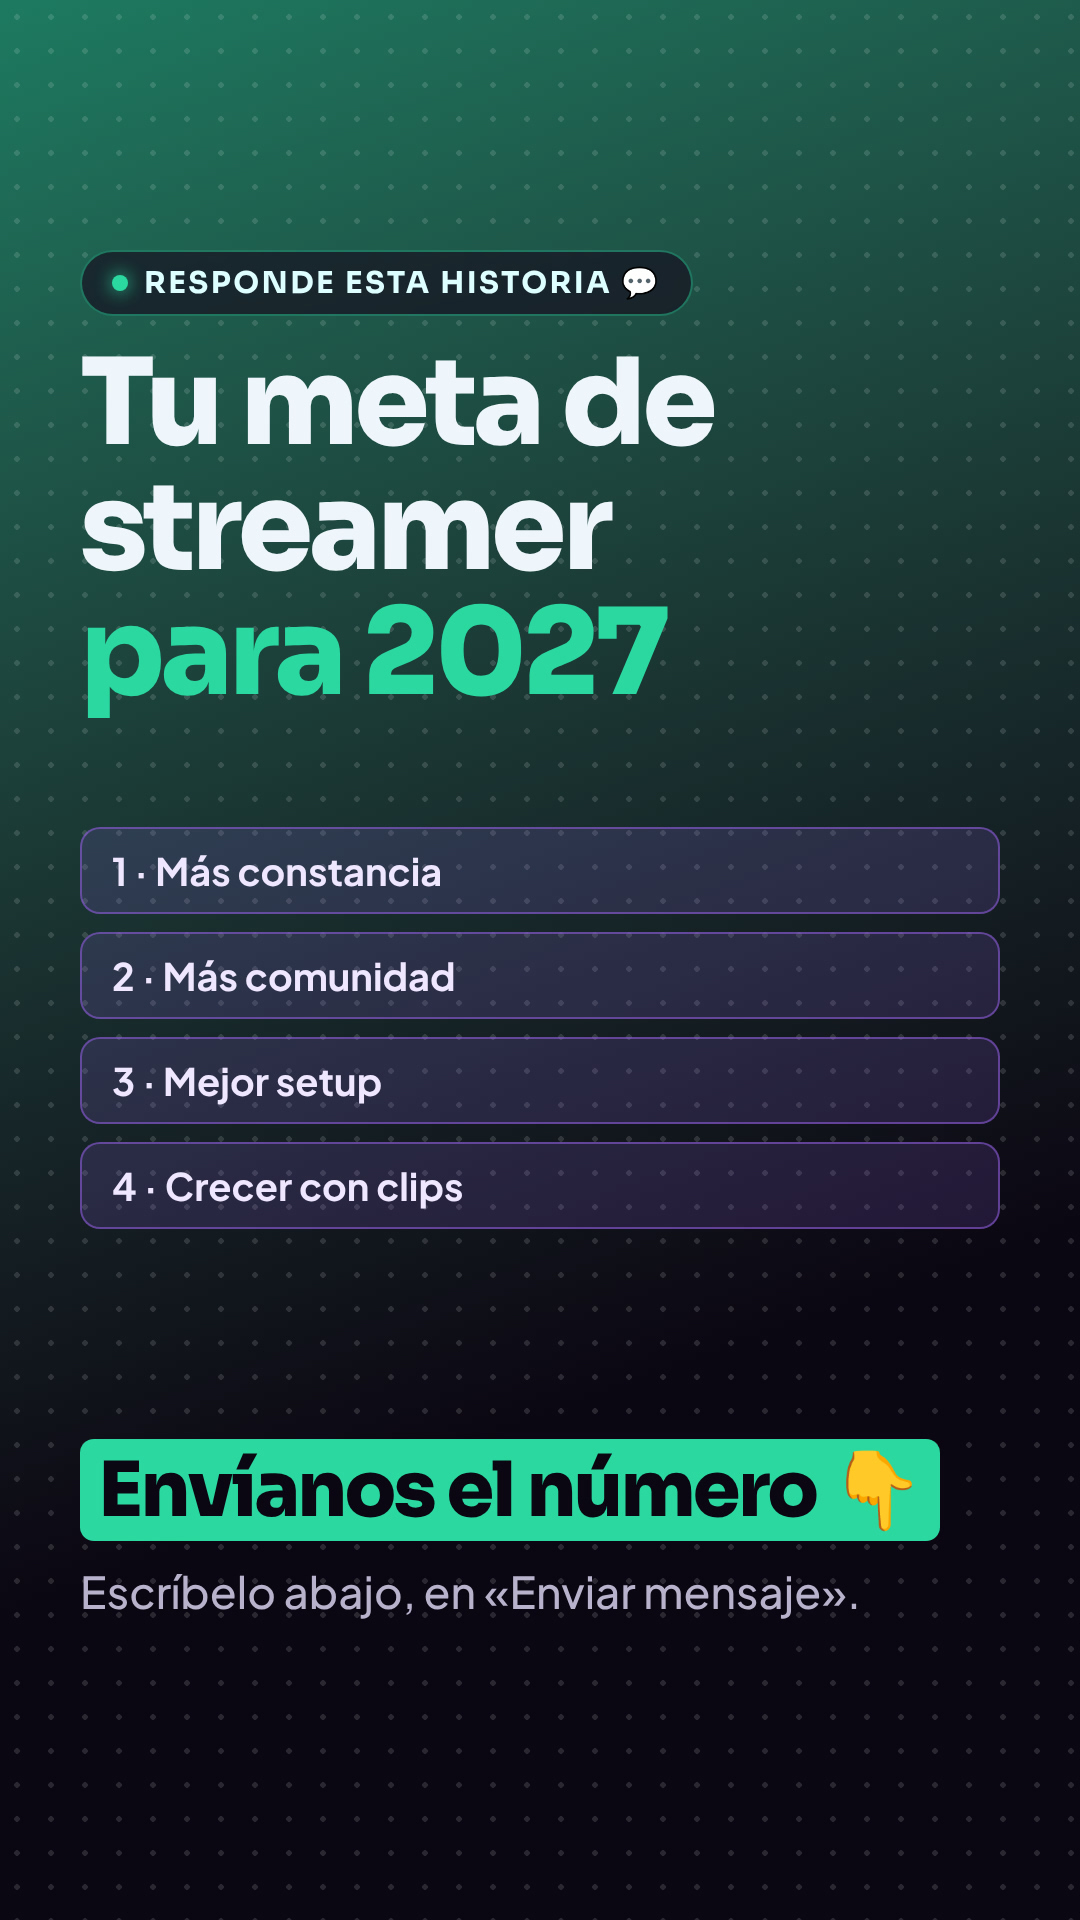 RESPONDE ESTA HISTORIA 💬
Tu meta de
streamer
para 2027
1 · Más constancia
2 · Más comunidad
3 · Mejor setup
4 · Crecer con clips
Envíanos el número 👇
Escríbelo abajo, en «Enviar mensaje».